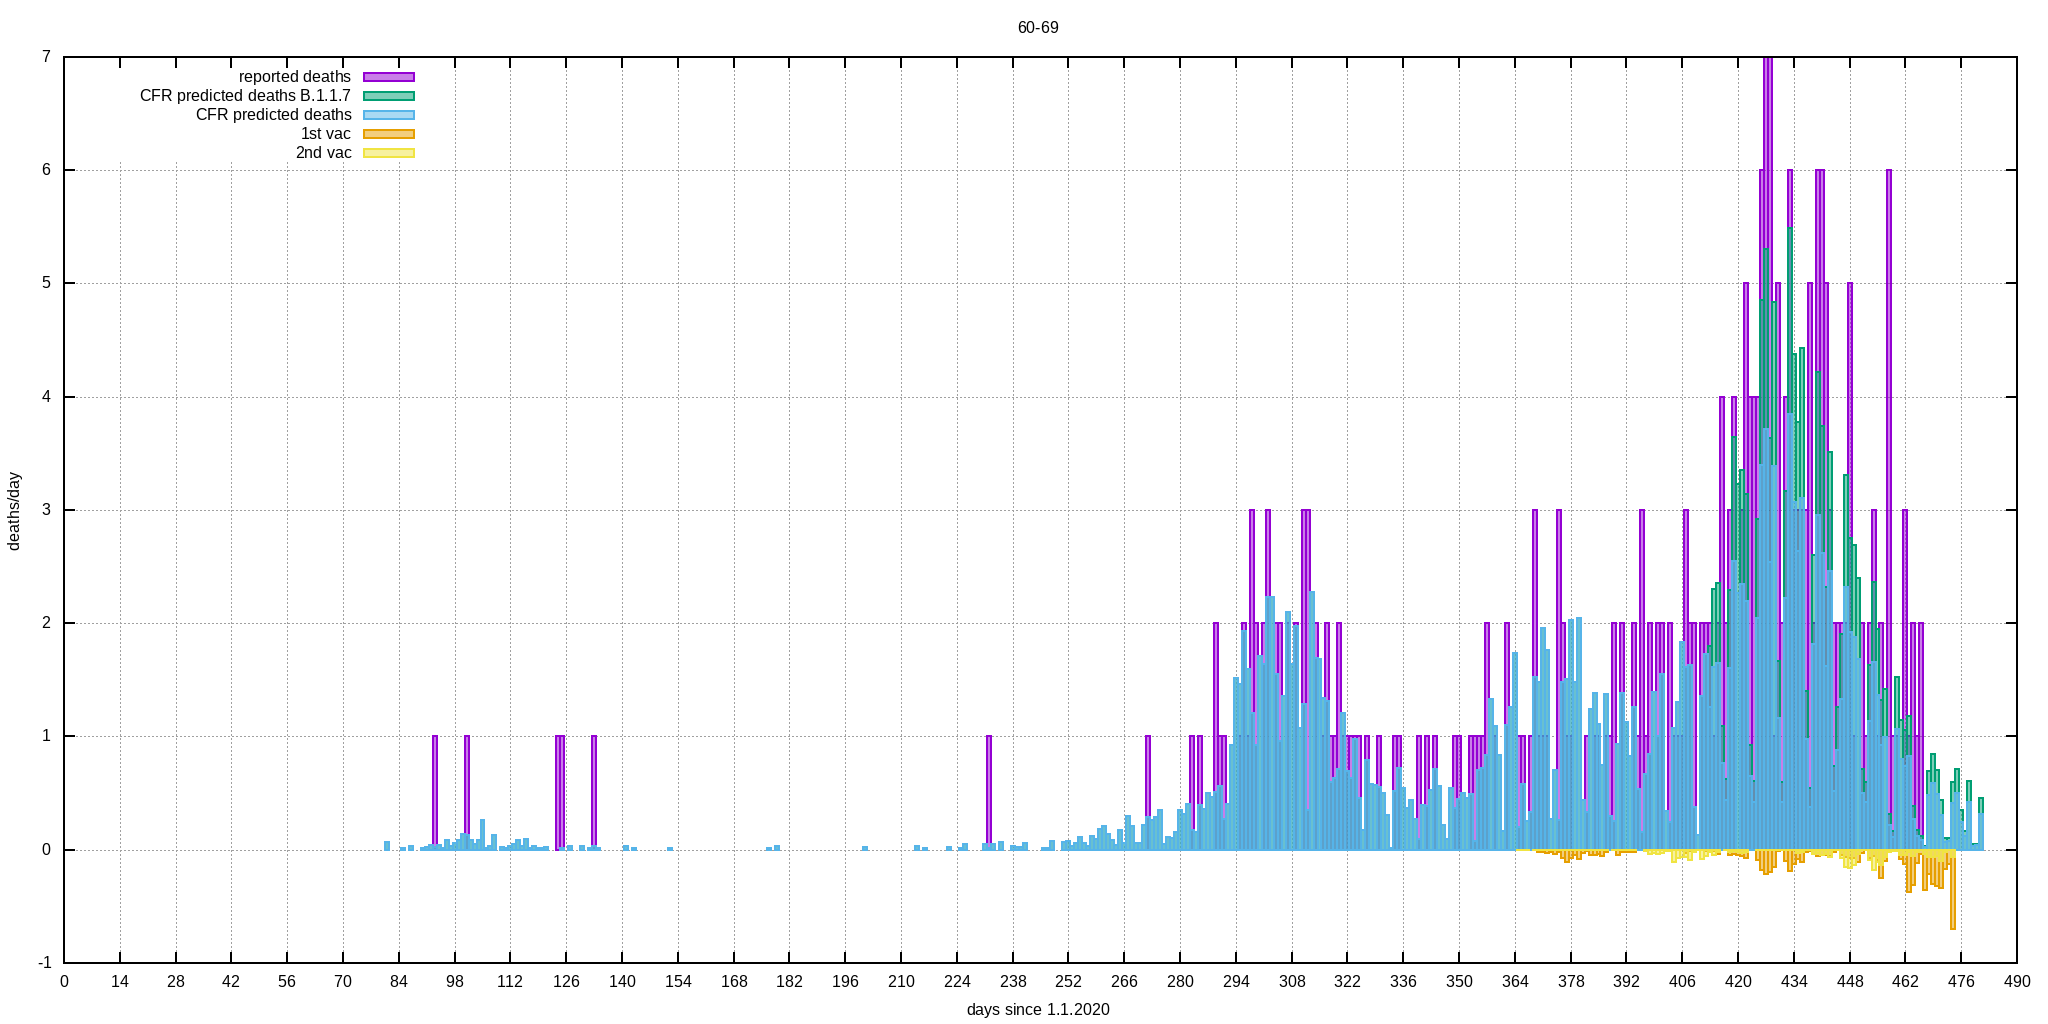 60-69
7
reported deaths
CFR predicted deaths B.1.1.7
CFR predicted deaths
1st vac
2nd vac
6
5
4
3
2
1
0
-1
deaths/day
0 14 28 42 56 70 84 98 112 126 140 154 168 182 196 210 224 238 252 266 280 294 308 322 336 350 364 378 392 406 420 434 448 462 476 490
days since 1.1.2020